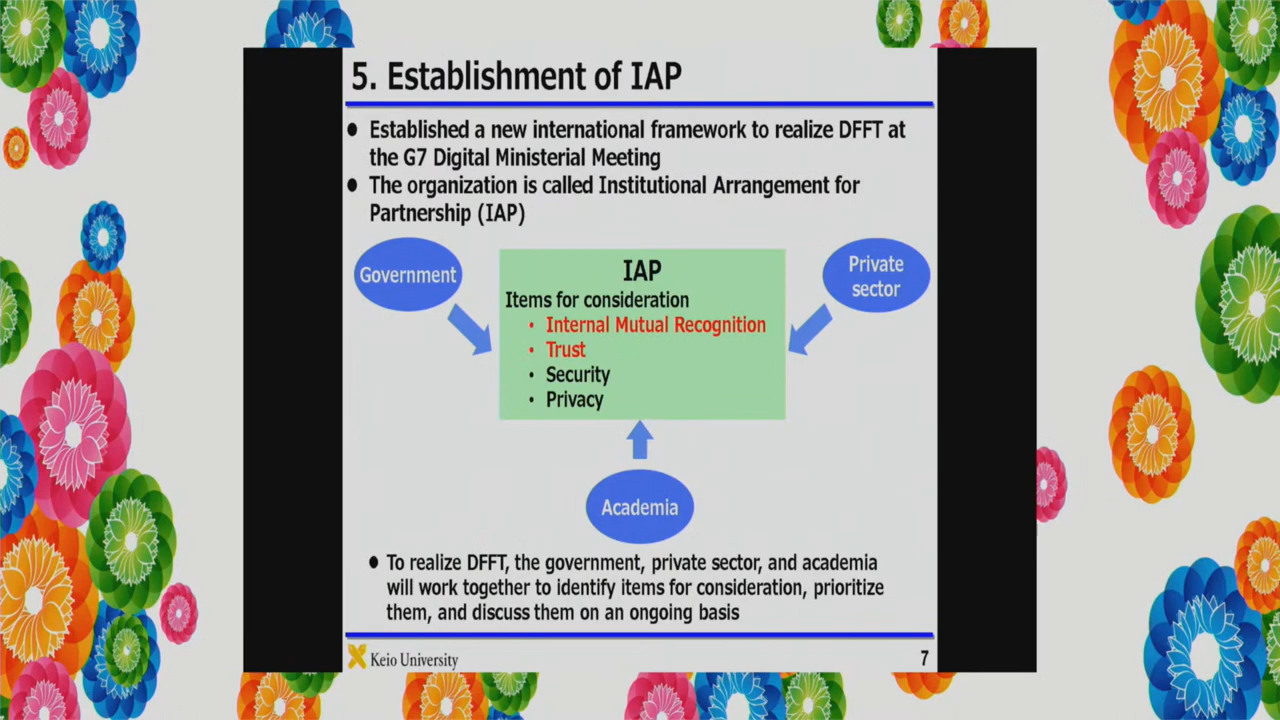 5. Establishment of IAP
● Established a new international framework to realize DFFT at
the G7 Digital Ministerial Meeting
● The organization is called Institutional Arrangement for
Partnership (IAP)
Government
IAP
Items for consideration
• Internal Mutual Recognition
• Trust
• Security
• Privacy
Private
sector
Academia
● To realize DFFT, the government, private sector, and academia
will work together to identify items for consideration, prioritize
them, and discuss them on an ongoing basis
Keio University
7